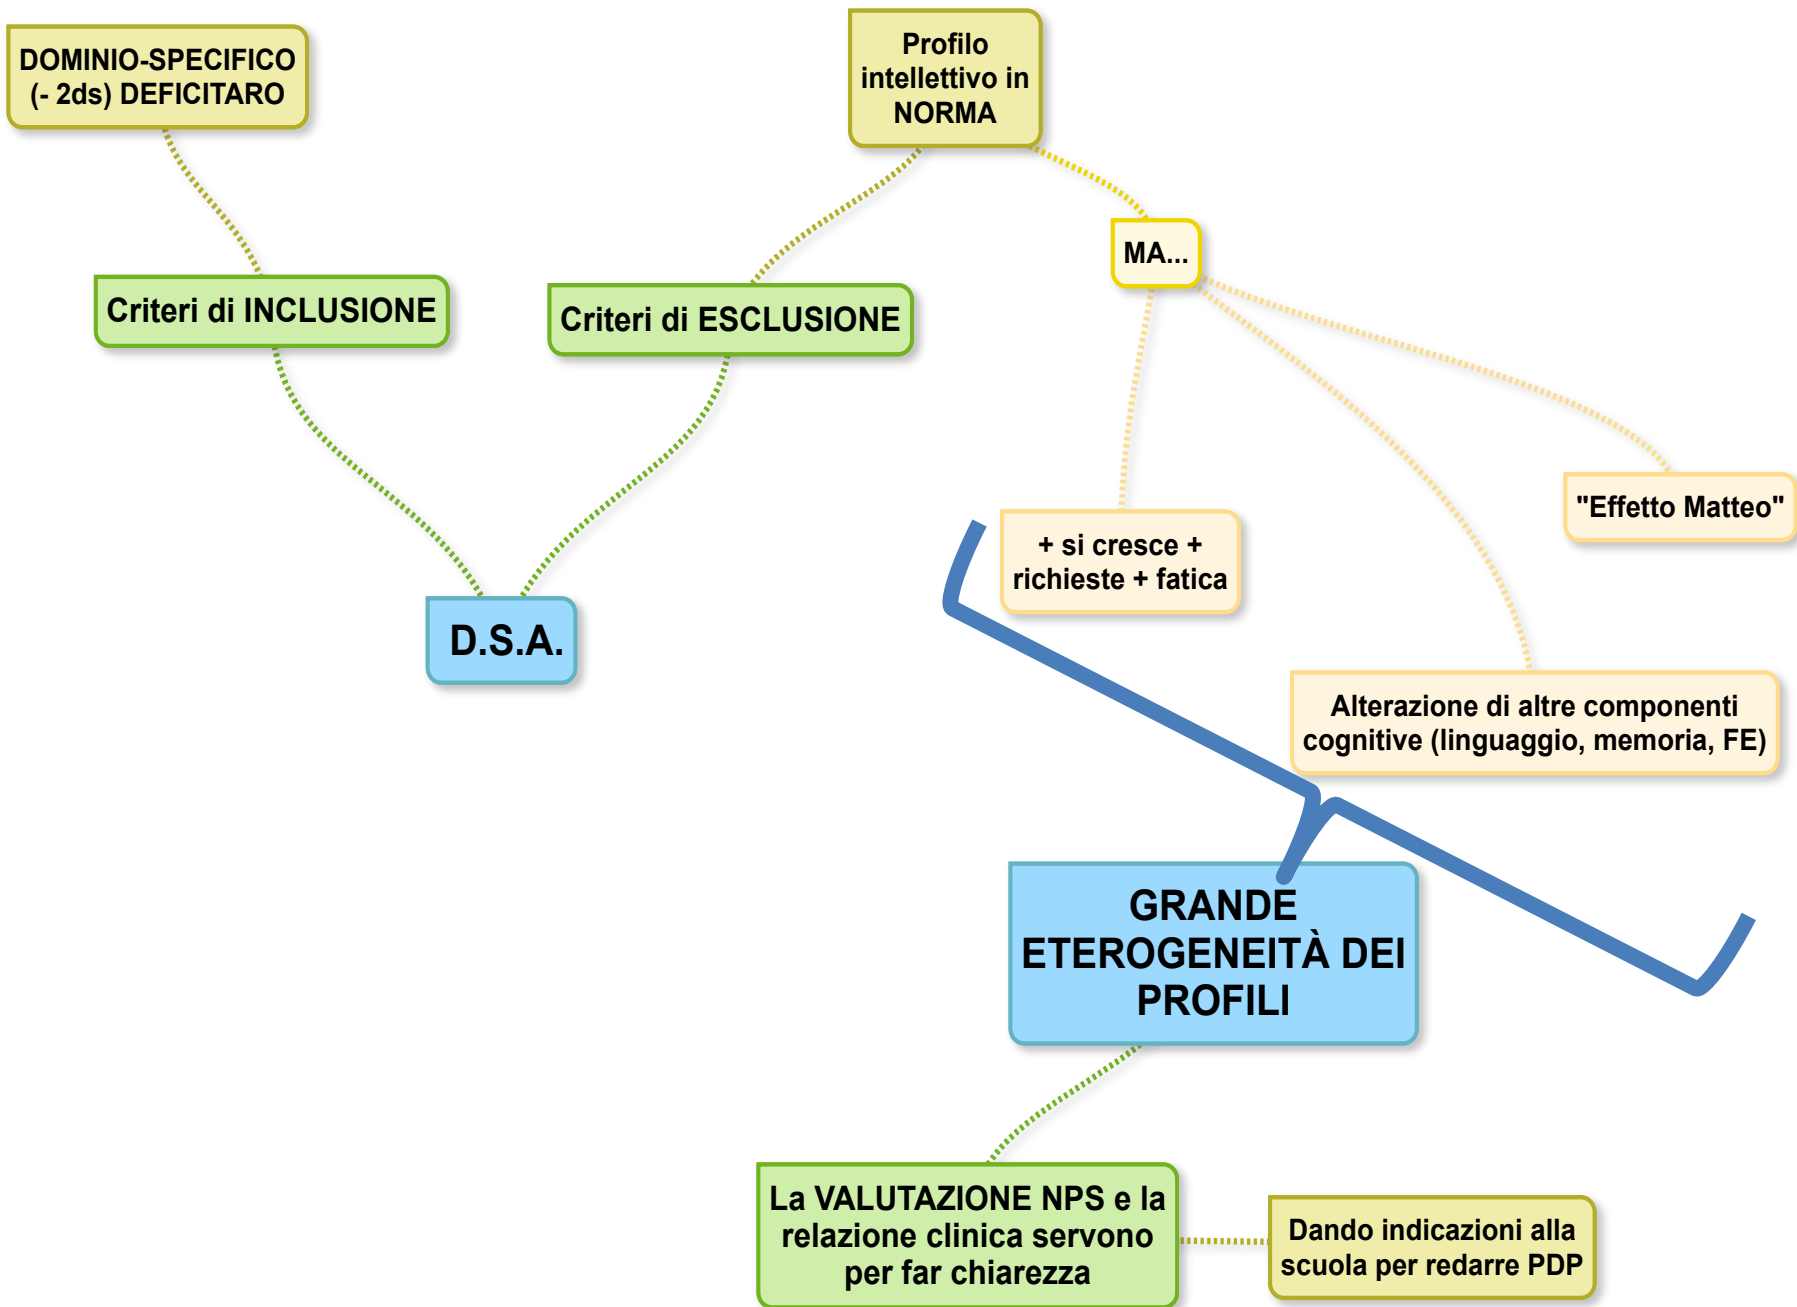 DOMINIO-SPECIFICO
(- 2ds) DEFICITARO
Profilo
intellettivo in
NORMA
MA...
Criteri di INCLUSIONE
Criteri di ESCLUSIONE
"Effetto Matteo"
+ si cresce +
richieste + fatica
D.S.A.
Alterazione di altre componenti
cognitive (linguaggio, memoria, FE)
GRANDE
ETEROGENEITÀ DEI
PROFILI
La VALUTAZIONE NPS e la
relazione clinica servono
per far chiarezza
Dando indicazioni alla
scuola per redarre PDP